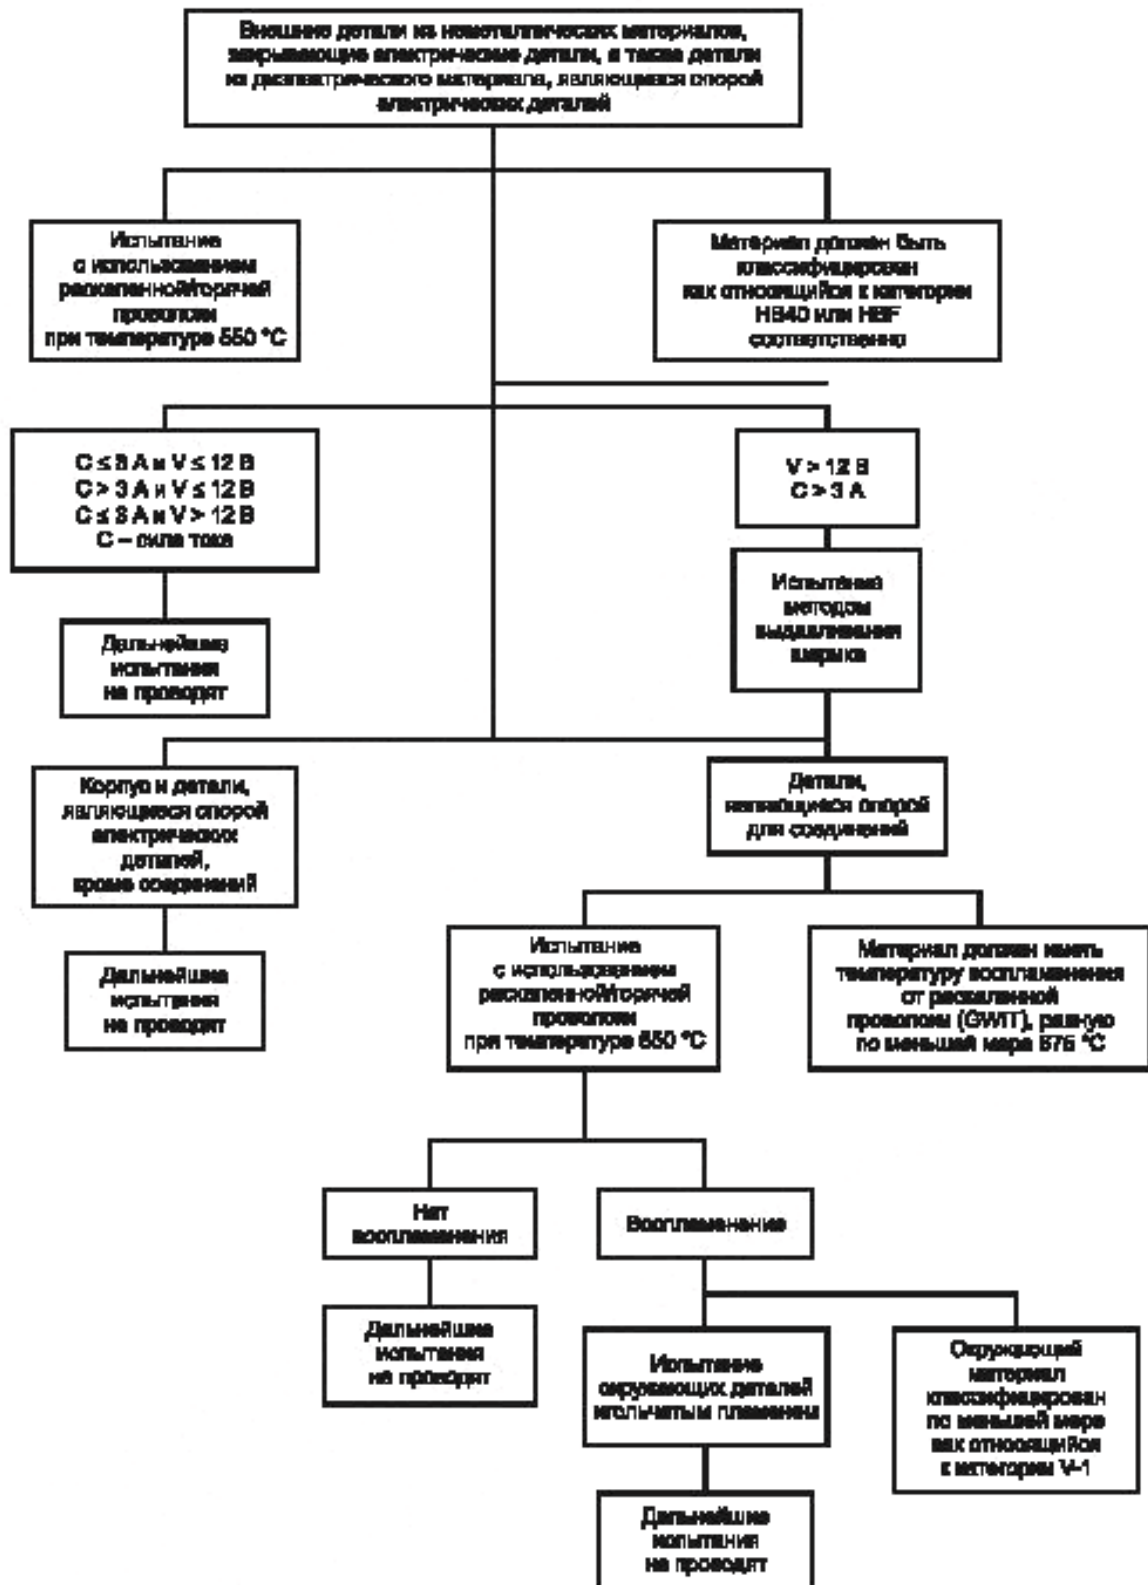 Внешние детали из неметаллических материалов,
закрывающие электрические детали, а также детали
из диэлектрического материала, являющиеся опорой
электрических деталей
Испытание
с использованием
раскаленной/горячей
проволоки
при температуре 550 °С
Материал должен быть
классифицирован
как относящийся к категории
НВ40 или HBF
соответственно
C ≤ 3 А и V ≤ 12 В
C > 3 А и V ≤ 12 В
C ≤ 3 А и V > 12 В
C – сила тока
V > 12 В
C > 3 А
Дальнейшие
испытания
не проводят
Испытание
методом
выдавливания
шарика
Корпус и детали,
являющиеся опорой
электрических
деталей,
кроме соединений
Детали,
являющиеся опорой
для соединений
Дальнейшие
испытания
не проводят
Испытание
с использованием
раскаленной/горячей
проволоки
при температуре °С
Материал должен иметь
температуру воспламенения
от раскаленной
проволоки (GWIT), равную
по меньшей мере °С
Нет
воспламенения
Воспламенение
Дальнейшие
испытания
не проводят
Испытание
окружающих деталей
игольчатым пламенем
Окружающий
материал
классифицирован
по меньшей мере
как относящийся
к категории V-1
Дальнейшие
испытания
не проводят